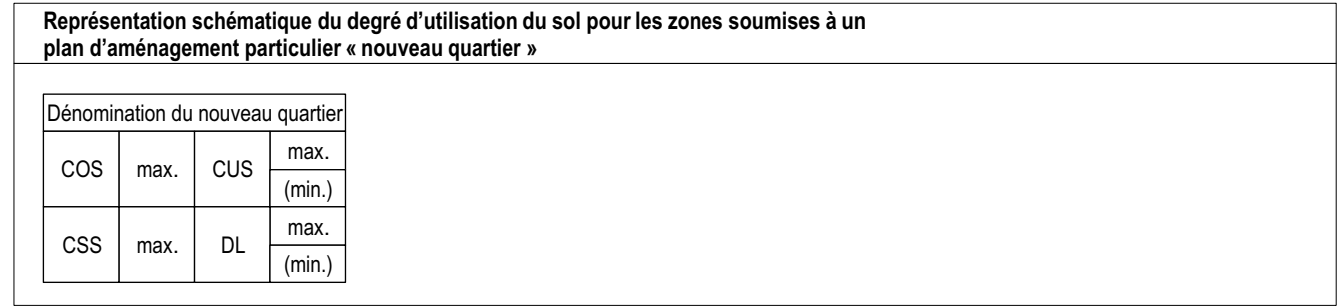 Représentation schématique du degré d’utilisation du sol pour les zones soumises à un
plan d’aménagement particulier « nouveau quartier »
Dénomination du nouveau quartier
COS max. CUS max.
(min.)
CSS max. DL max.
(min.)